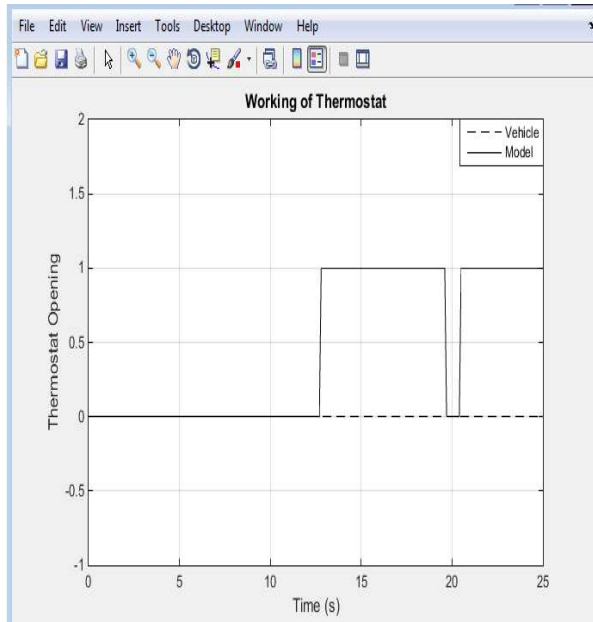 File Edit View Insert Tools Desktop Window Help
Working of Thermostat
Vehicle
Model
2
1.5
1
0.5
0
-0.5
-1
Thermostat Opening
0 5 10 15 20 25
Time (s)